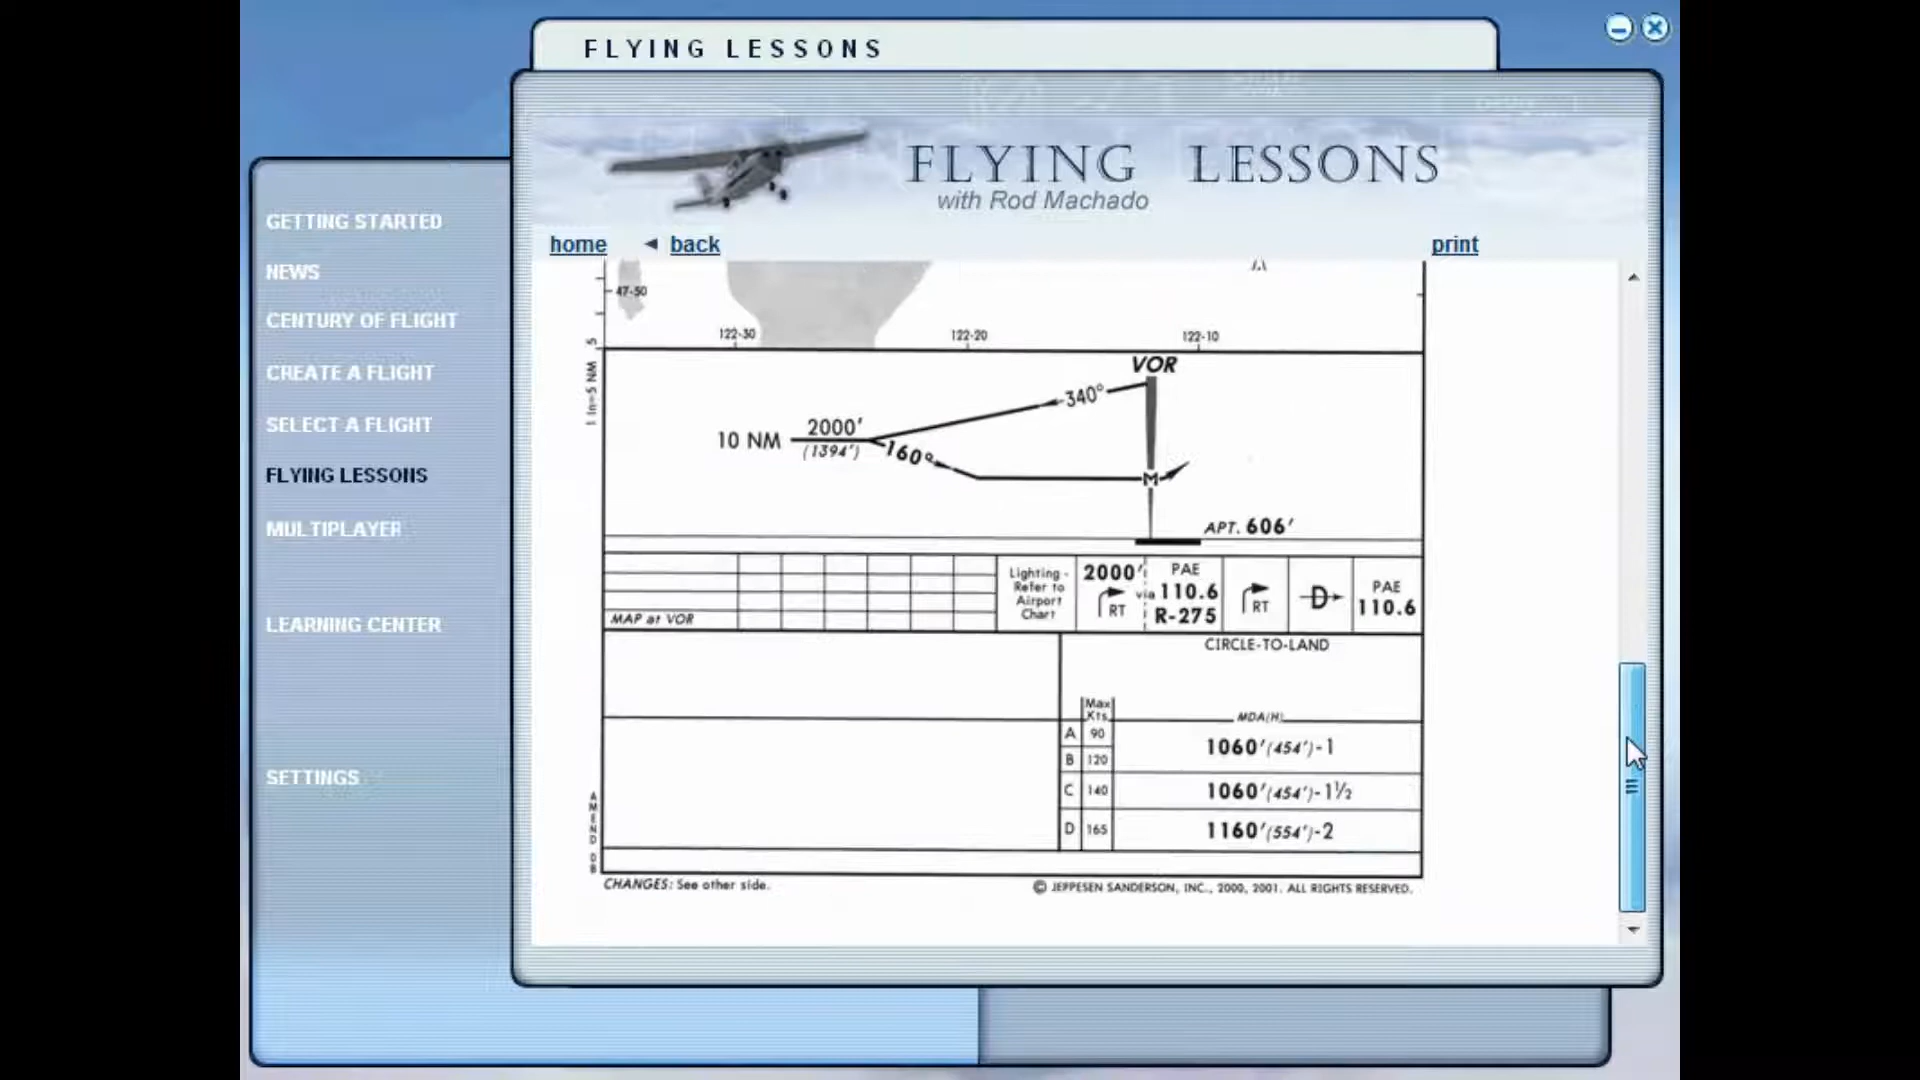 FLYING LESSONS
FLYING LESSONS
with Rod Machado
home
back
print
GETTING STARTED
NEWS
CENTURY OF FLIGHT
CREATE A FLIGHT
SELECT A FLIGHT
FLYING LESSONS
MULTIPLAYER
LEARNING CENTER
SETTINGS
47-50
122-30
122-20
122-10
5
1 In=5 NM
VOR
340°
10 NM
2000'
(1394')
160°
M
APT. 606'
MAP at VOR
Lighting -
Refer to
Airport
Chart
2000'
RT
via
PAE
110.6
R-275
RT
D
PAE
110.6
CIRCLE-TO-LAND
Max
Kts
MDA(H)
A 90
1060'(454')-1
B 120
C 140 1060'(454')-1½
D 165 1160'(554')-2
AMEND 0B
CHANGES: See other side.
© JEPPESEN SANDERSON, INC., 2000, 2001. ALL RIGHTS RESERVED.